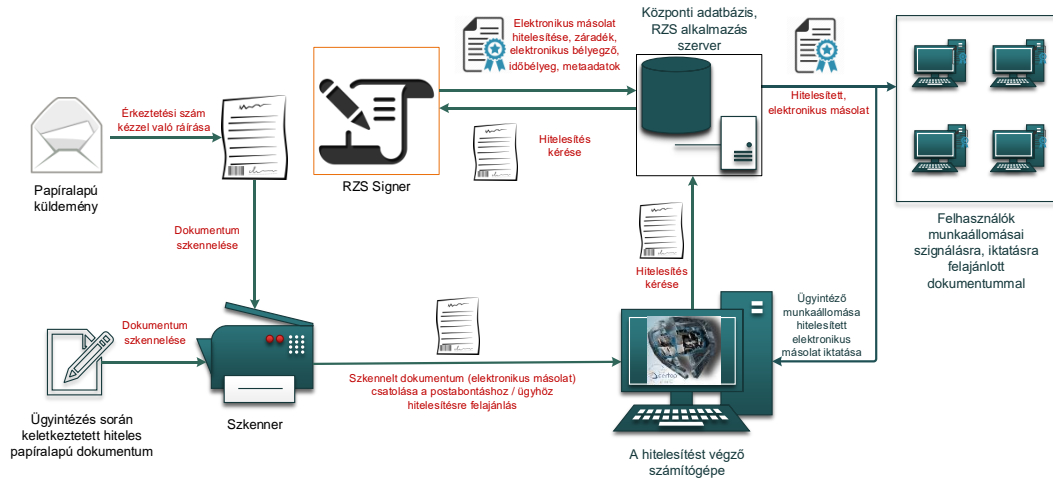 Elektronikus másolat
hitelesítése, záradék,
elektronikus bélyegző,
időbélyeg, metaadatok
Központi adatbázis,
RZS alkalmazás
szerver
Érkeztetési szám
kézzel való ráírása
Hitelesítés
kérése
Hitelesített,
elektronikus másolat
Papíralapú
küldemény
RZS Signer
Felhasználók
munkaállomásai
szignálásra, iktatásra
felajánlott
dokumentummal
Dokumentum
szkennelése
Hitelesítés
kérése
Ügyintéző
munkaállomása
hitelesített
elektronikus
másolat iktatása
Dokumentum
szkennelése
Szkennelt dokumentum (elektronikus másolat)
csatolása a postabontáshoz / ügyhöz
hitelesítésre felajánlás
Ügyintézés során
keletkeztetett hiteles
papíralapú dokumentum
Szkenner
A hitelesítést végző
számítógépe